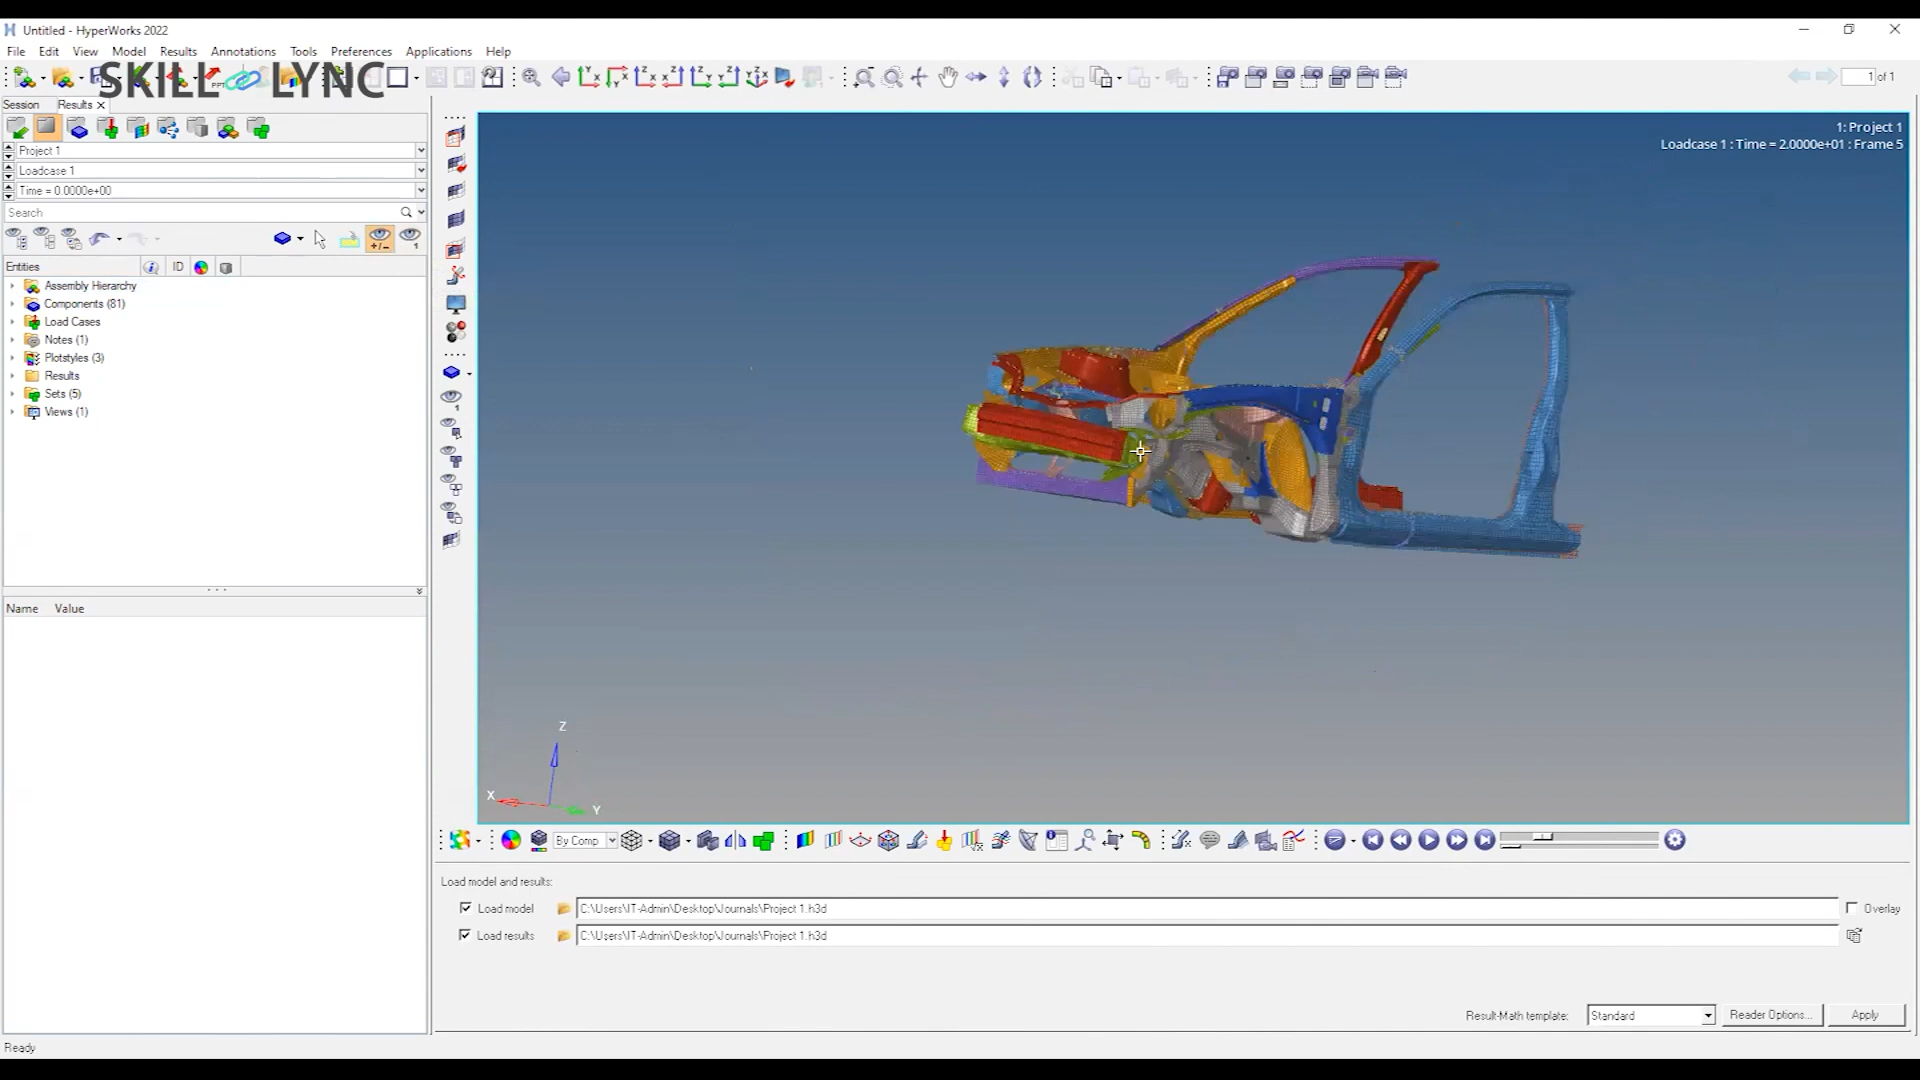 Untitled - HyperWorks 2022
File Edit View Model Results Annotations Tools Preferences Applications Help
SKILL LYNC
1 of 1
Session Results
Project 1
Loadcase 1
Time = 0.0000e+00
Search
Entities ID
Assembly Hierarchy
Components (81)
Load Cases
Notes (1)
Plotstyles (3)
Results
Sets (5)
Views (1)
Name Value
1: Project 1
Loadcase 1 : Time = 2.0000e+01 : Frame 5
Z
X
Y
By Comp
Load model and results:
Load model C:\Users\IT-Admin\Desktop\Journals\Project 1.h3d Overlay
Load results C:\Users\IT-Admin\Desktop\Journals\Project 1.h3d
Result-Math template: Standard Reader Options... Apply
Ready